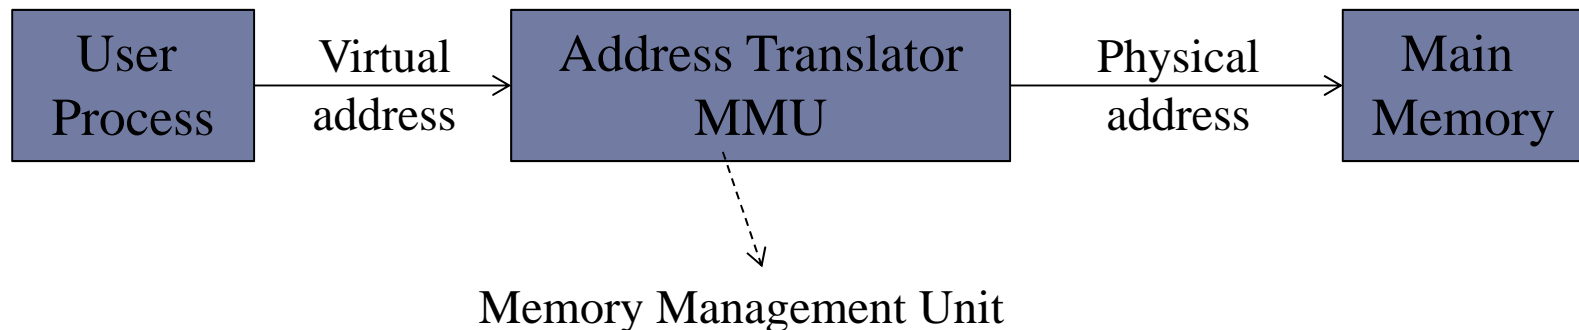 User
Process
Virtual
address
Address Translator
MMU
Physical
address
Main
Memory
Memory Management Unit